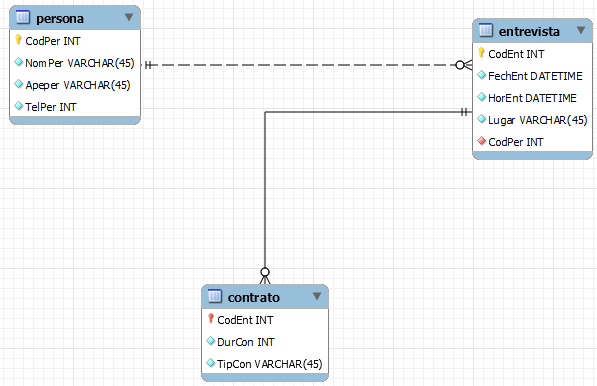 persona
CodPer INT
NomPer VARCHAR(45)
Apeper VARCHAR(45)
TelPer INT
entrevista
CodEnt INT
FechEnt DATETIME
HorEnt DATETIME
Lugar VARCHAR(45)
CodPer INT
contrato
CodEnt INT
DurCon INT
TipCon VARCHAR(45)